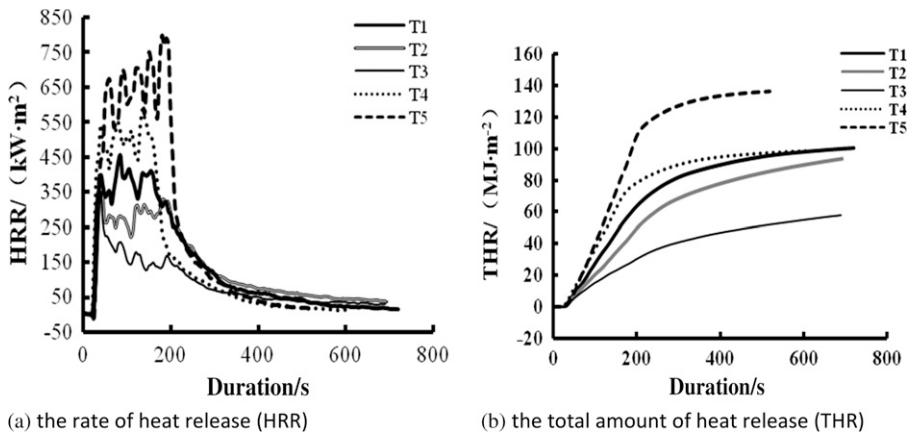 850
750
650
550
450
350
250
150
50
-50
HRR/ (kW·m²)
T1
T2
T3
T4
T5
0 200 400 600 800
Duration/s
(a) the rate of heat release (HRR)
160
140
120
100
80
60
40
20
0
-20
THR/ (MJ·m⁻²)
T1
T2
T3
T4
T5
0 200 400 600 800
Duration/s
(b) the total amount of heat release (THR)